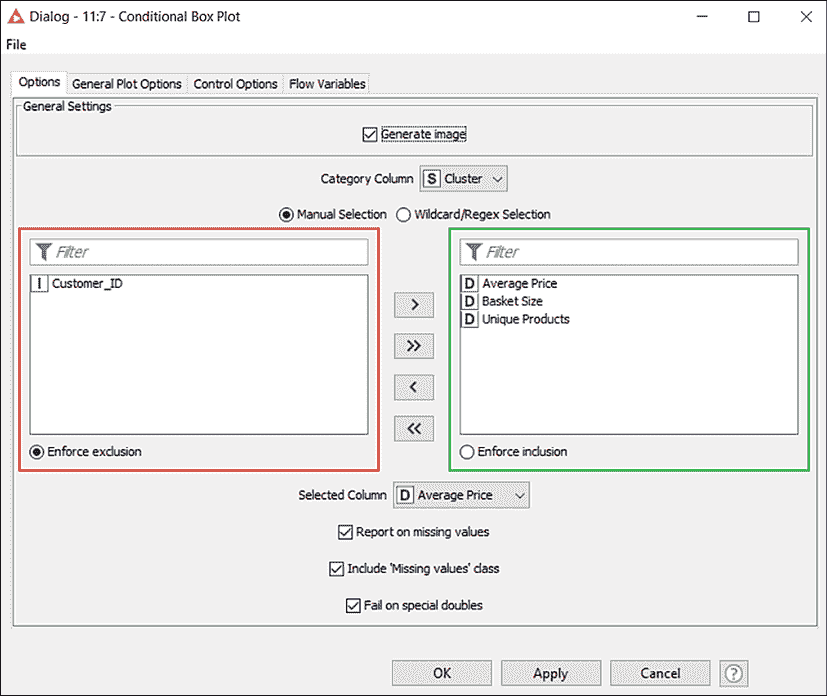 Dialog - 11:7 - Conditional Box Plot
File
Options General Plot Options Control Options Flow Variables
General Settings
Generate image
Category Column S Cluster
Manual Selection Wildcard/Regex Selection
Filter Filter
I Customer_ID
D Average Price
D Basket Size
D Unique Products
>
>>
<
<<
Enforce exclusion Enforce inclusion
Selected Column D Average Price
Report on missing values
Include 'Missing values' class
Fail on special doubles
OK Apply Cancel ?